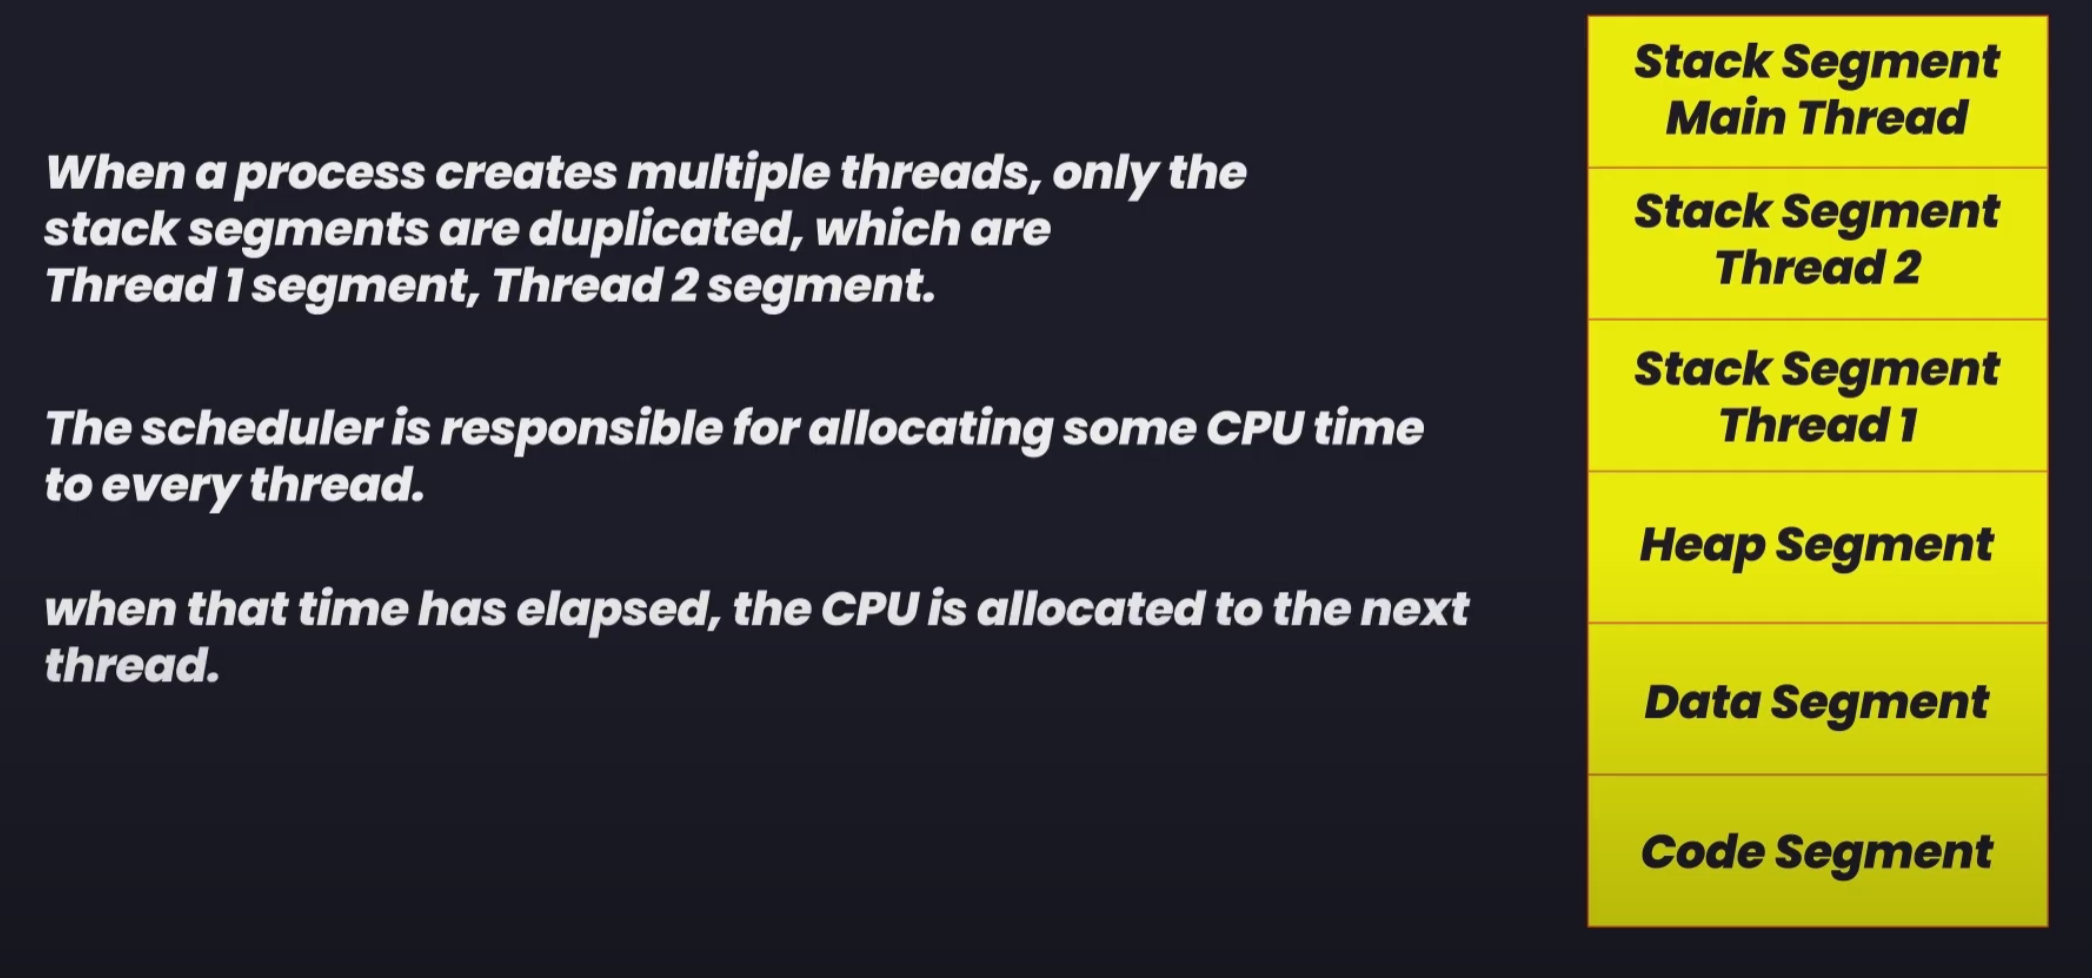 When a process creates multiple threads, only the
stack segments are duplicated, which are
Thread 1 segment, Thread 2 segment.
The scheduler is responsible for allocating some CPU time
to every thread.
when that time has elapsed, the CPU is allocated to the next
thread.
Stack Segment
Main Thread
Stack Segment
Thread 2
Stack Segment
Thread 1
Heap Segment
Data Segment
Code Segment